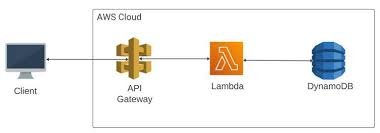 AWS Cloud
Client
API
Gateway
Lambda
DynamoDB